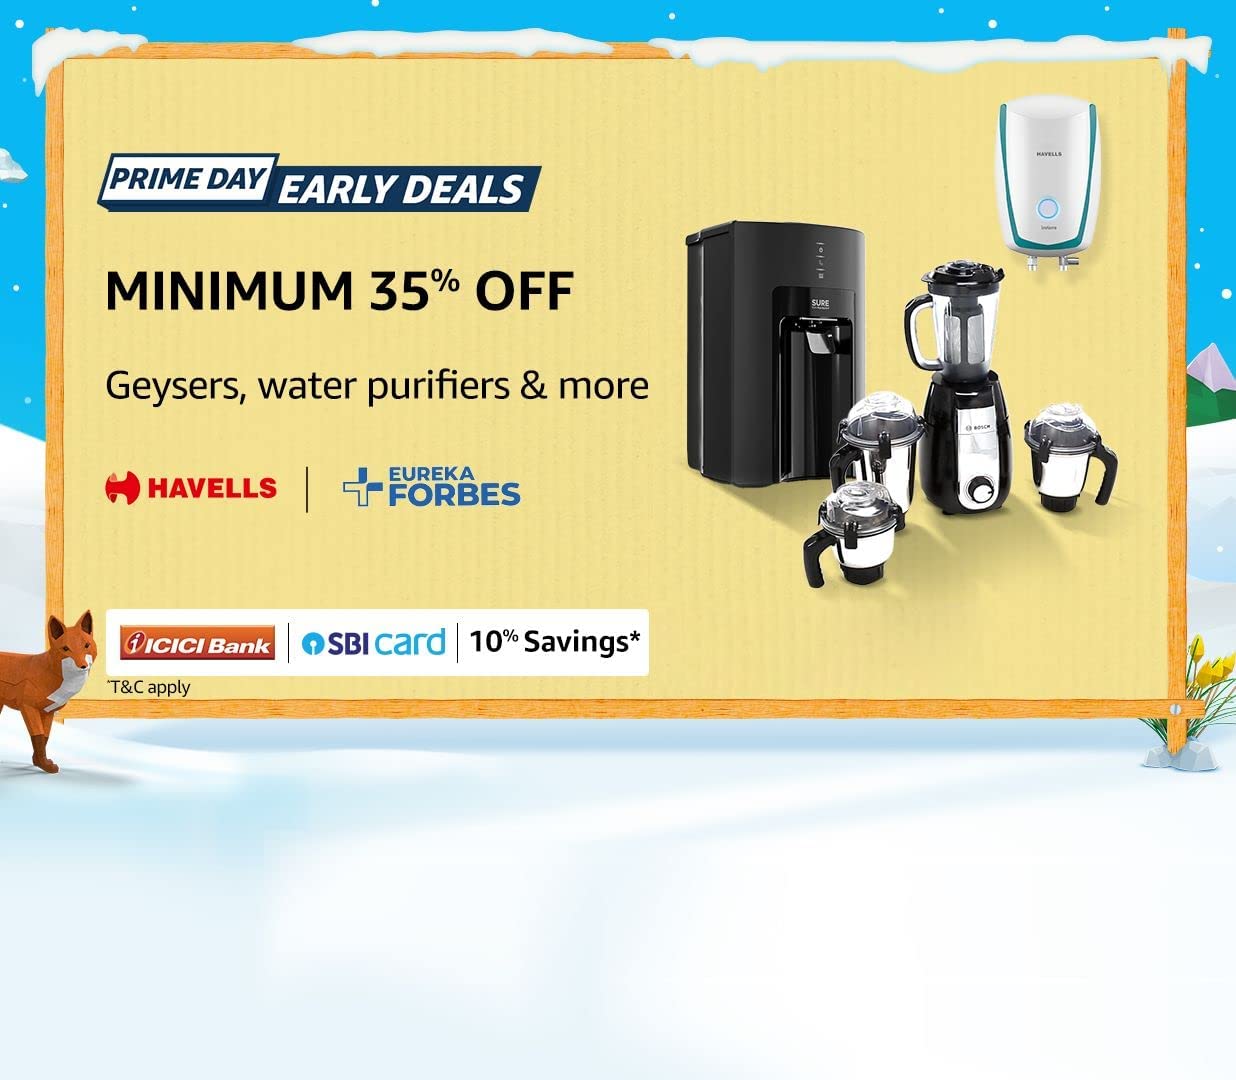 PRIME DAY EARLY DEALS
MINIMUM 35% OFF
Geysers, water purifiers & more
HAVELLS
EUREKA
FORBES
ICICI Bank
SBI card
10% Savings*
*T&C apply
HAVELLS
SURE
BOSCH